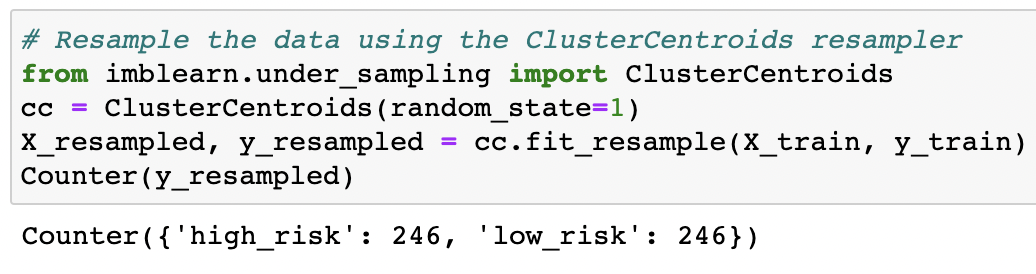 # Resample the data using the ClusterCentroids resampler
from imblearn.under_sampling import ClusterCentroids
cc = ClusterCentroids(random_state=1)
X_resampled, y_resampled = cc.fit_resample(X_train, y_train)
Counter(y_resampled)
Counter({'high_risk': 246, 'low_risk': 246})